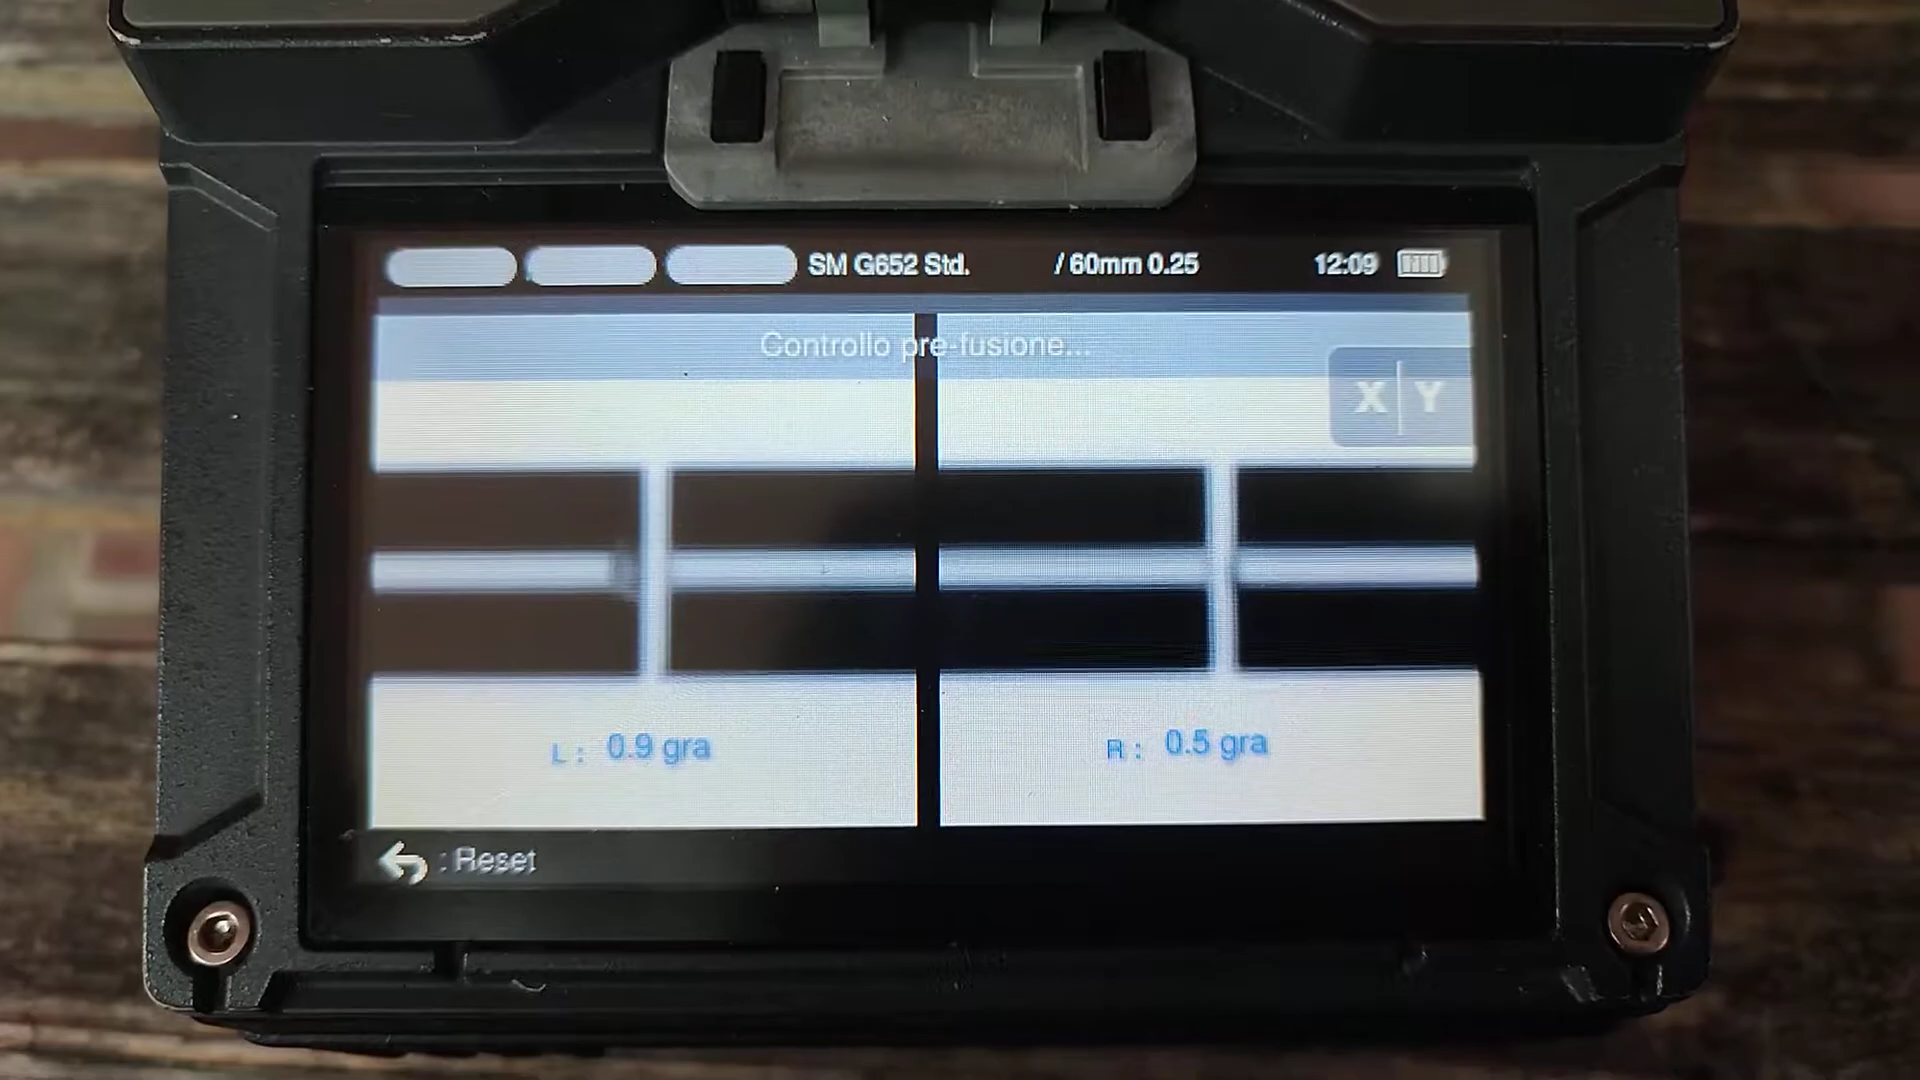 SM G652 Std. / 60mm 0.25 12:09
Controllo pre-fusione...
X Y
L : 0.9 gra R : 0.5 gra
: Reset